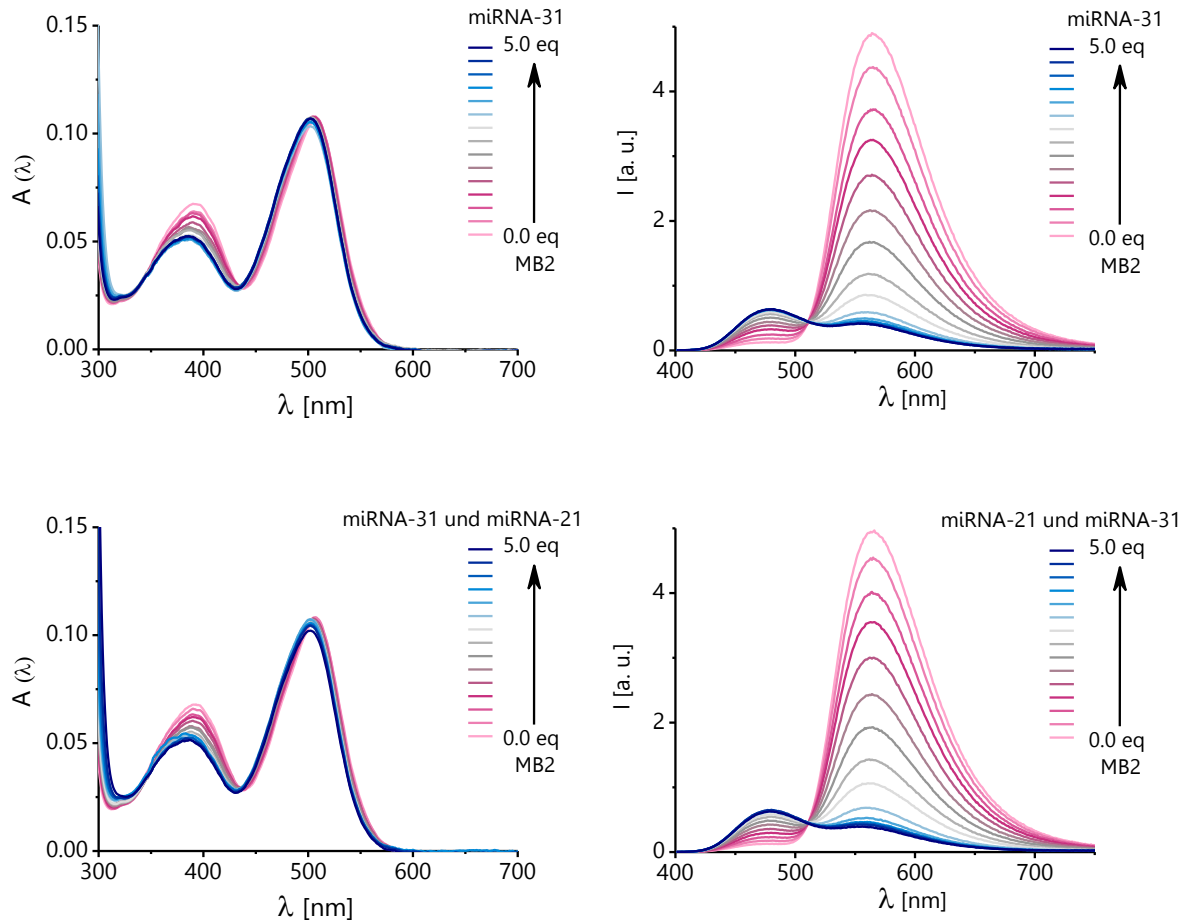 miRNA-31
5.0 eq
0.0 eq
MB2
0.15
0.10
0.05
0.00
A (λ)
300 400 500 600 700
λ [nm]
miRNA-31
5.0 eq
0.0 eq
MB2
4
2
0
I [a. u.]
400 500 600 700
λ [nm]
miRNA-31 und miRNA-21
5.0 eq
0.0 eq
MB2
0.15
0.10
0.05
0.00
A (λ)
300 400 500 600 700
λ [nm]
miRNA-21 und miRNA-31
5.0 eq
0.0 eq
MB2
4
2
0
I [a. u.]
400 500 600 700
λ [nm]